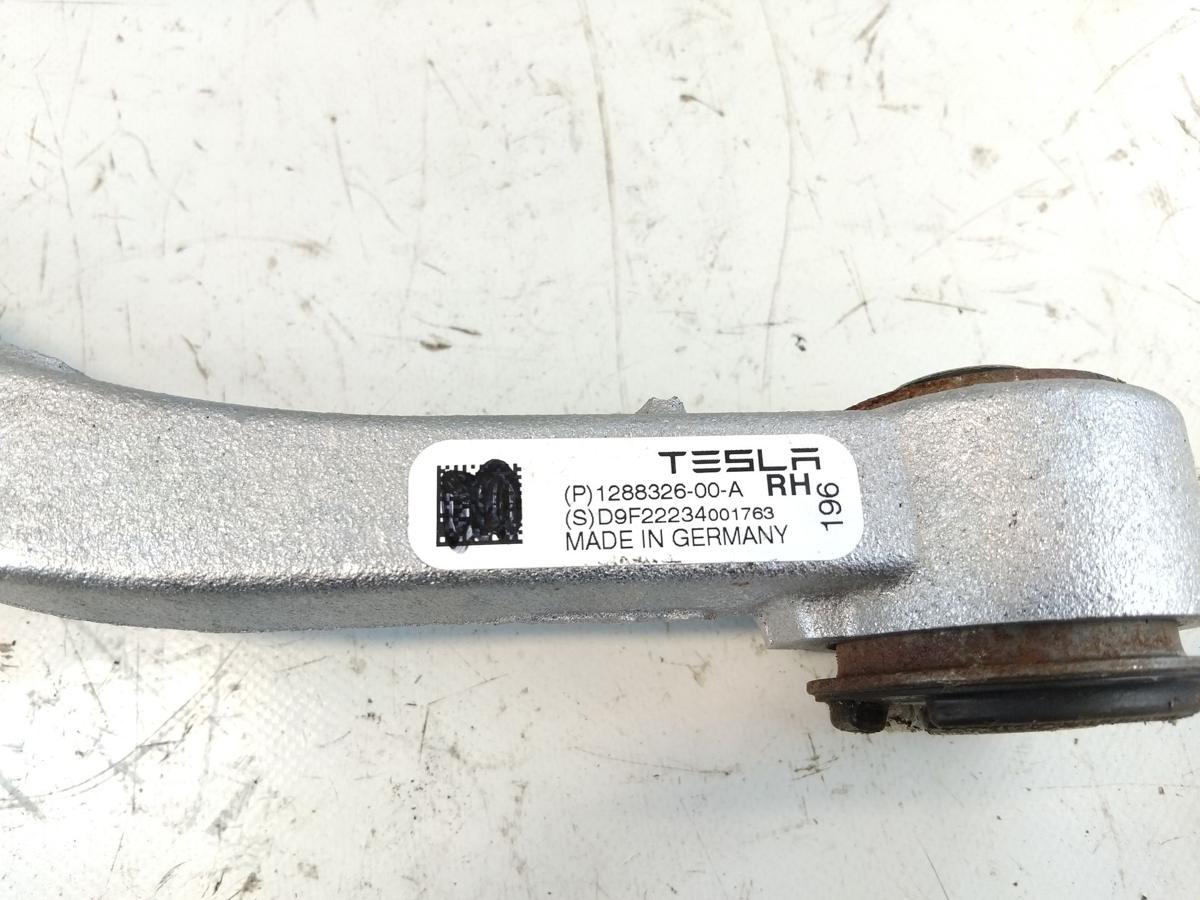 TESLA
(P)1288326-00-A RH
(S)D9F22234001763
MADE IN GERMANY
196